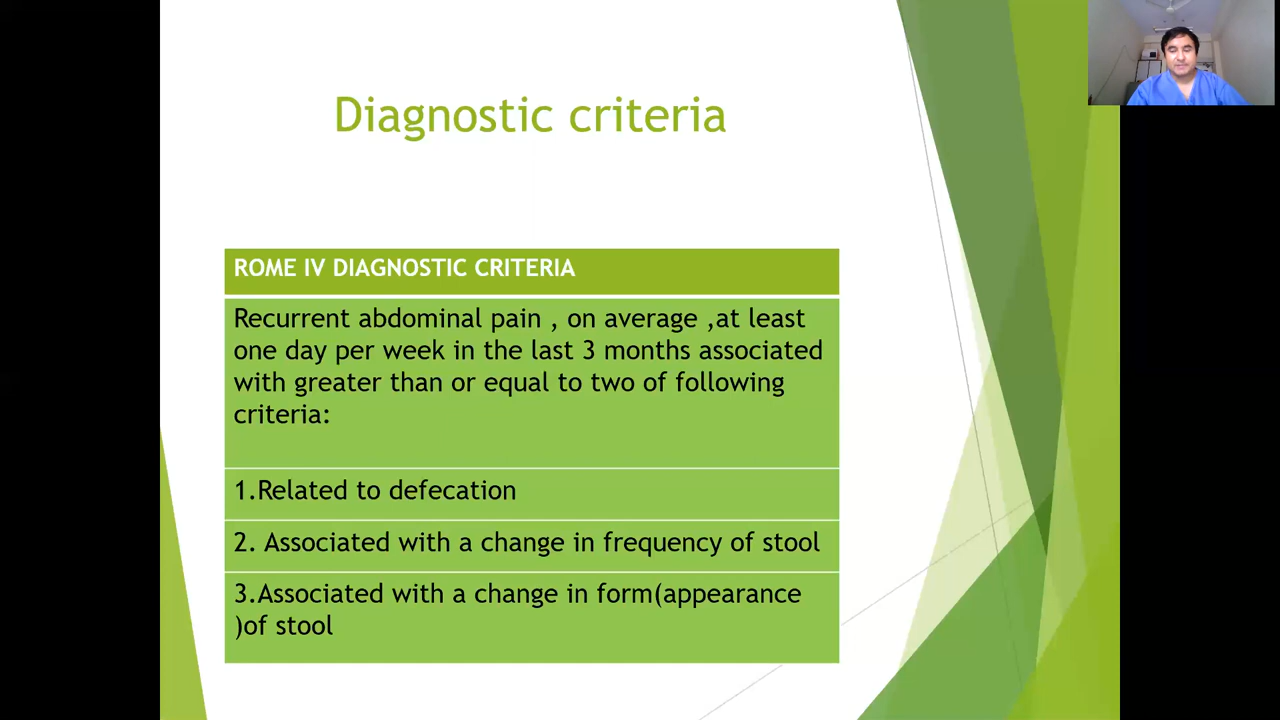 Diagnostic criteria
ROME IV DIAGNOSTIC CRITERIA
Recurrent abdominal pain , on average ,at least
one day per week in the last 3 months associated
with greater than or equal to two of following
criteria:
1.Related to defecation
2. Associated with a change in frequency of stool
3.Associated with a change in form(appearance
)of stool